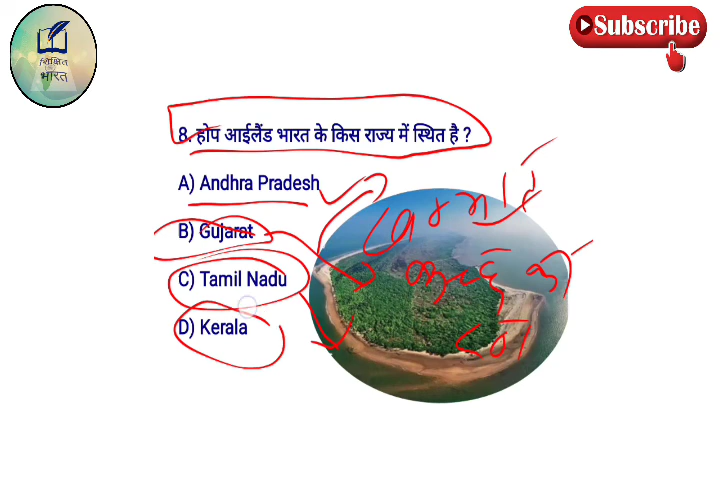 शिक्षित
भारत
Subscribe
8. होप आईलैंड भारत के किस राज्य में स्थित है ?
A) Andhra Pradesh
B) Gujarat
C) Tamil Nadu
D) Kerala